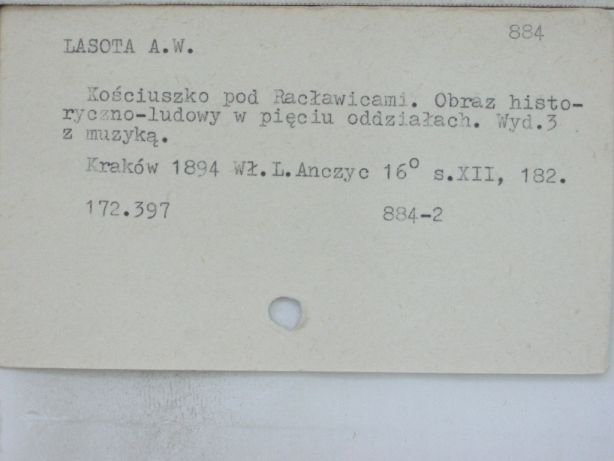 884
LASOTA A.W.
Kościuszko pod Racławicami. Obraz histo-
ryczno-ludowy w pięciu oddziałach. Wyd.3
z muzyką.
Kraków 1894 Wł.L.Anczyc 16° s.XII, 182.
172.397 884-2